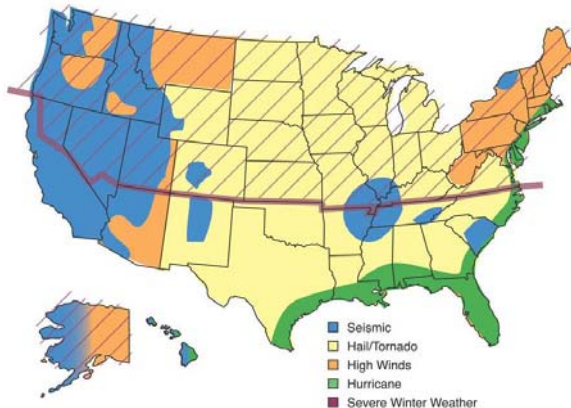 Seismic
Hail/Tornado
High Winds
Hurricane
Severe Winter Weather